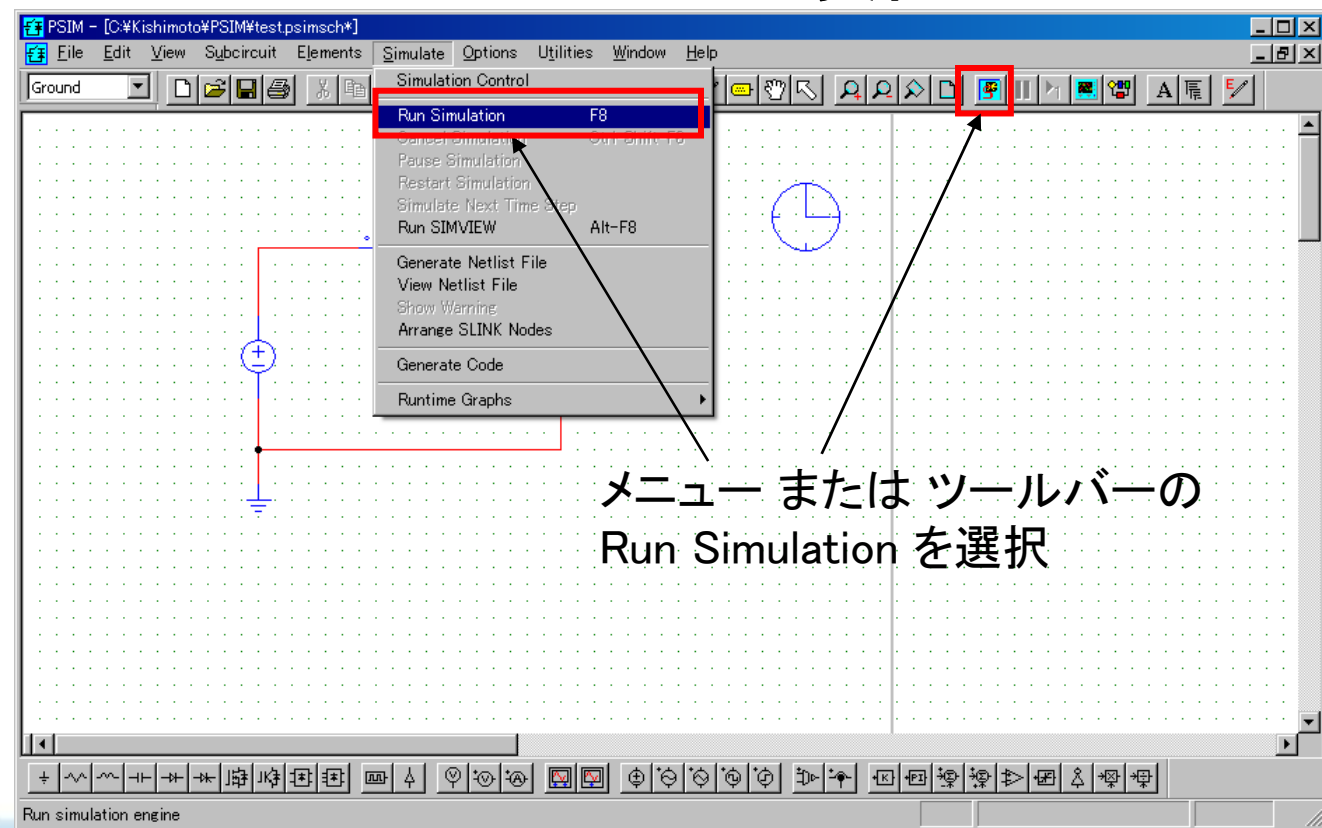 PSIM - [C:¥Kishimoto¥PSIM¥test.psimsch*]
File Edit View Subcircuit Elements Simulate Options Utilities Window Help
Ground
Simulation Control
Run Simulation F8
Cancel Simulation Ctrl-Shift-F8
Pause Simulation
Restart Simulation
Simulate Next Time Step
Run SIMVIEW Alt-F8
Generate Netlist File
View Netlist File
Show Warning
Arrange SLINK Nodes
Generate Code
Runtime Graphs
メニュー または ツールバーの
Run Simulation を選択
Run simulation engine